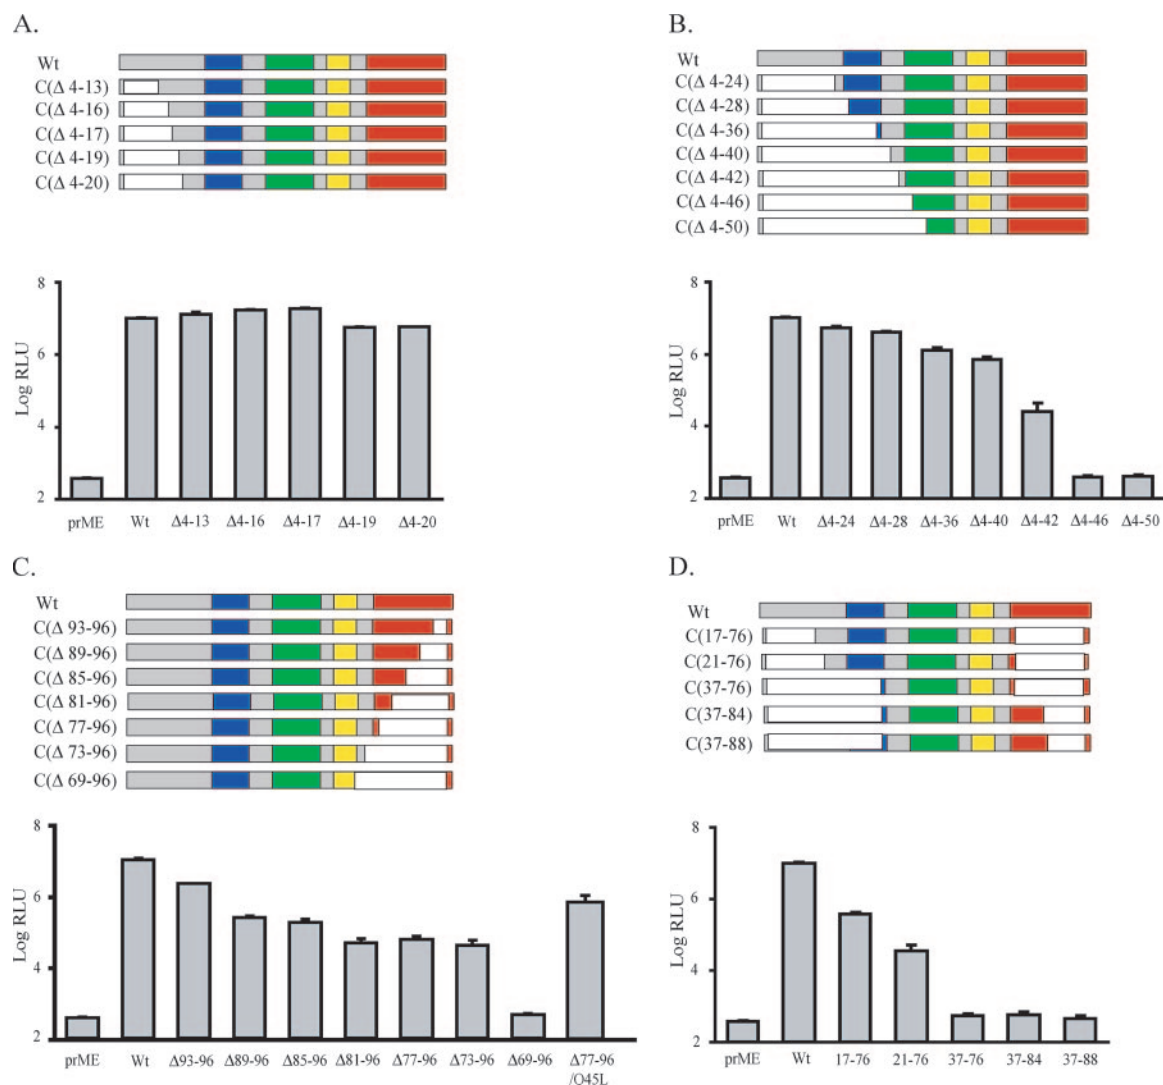 A.
Wt
C(Δ 4-13)
C(Δ 4-16)
C(Δ 4-17)
C(Δ 4-19)
C(Δ 4-20)
8
6
4
2
Log RLU
prME Wt Δ4-13 Δ4-16 Δ4-17 Δ4-19 Δ4-20
B.
Wt
C(Δ 4-24)
C(Δ 4-28)
C(Δ 4-36)
C(Δ 4-40)
C(Δ 4-42)
C(Δ 4-46)
C(Δ 4-50)
8
6
4
2
Log RLU
prME Wt Δ4-24 Δ4-28 Δ4-36 Δ4-40 Δ4-42 Δ4-46 Δ4-50
C.
Wt
C(Δ 93-96)
C(Δ 89-96)
C(Δ 85-96)
C(Δ 81-96)
C(Δ 77-96)
C(Δ 73-96)
C(Δ 69-96)
8
6
4
2
Log RLU
prME Wt Δ93-96 Δ89-96 Δ85-96 Δ81-96 Δ77-96 Δ73-96 Δ69-96 Δ77-96
/Q45L
D.
Wt
C(17-76)
C(21-76)
C(37-76)
C(37-84)
C(37-88)
8
6
4
2
Log RLU
prME Wt 17-76 21-76 37-76 37-84 37-88